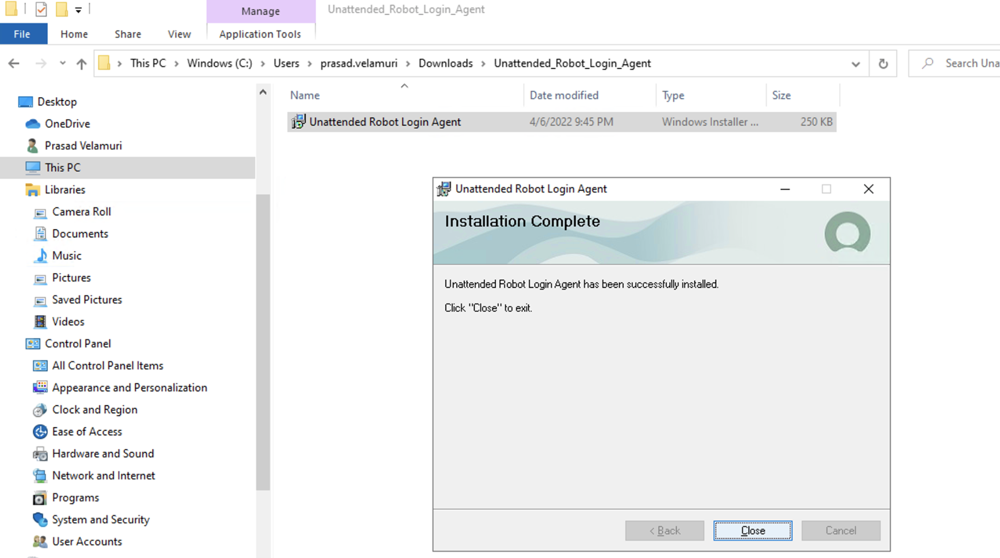 Manage
Unattended_Robot_Login_Agent
File Home Share View Application Tools
This PC Windows (C:) Users prasad.velamuri Downloads Unattended_Robot_Login_Agent
Search Una
Desktop
OneDrive
Prasad Velamuri
This PC
Libraries
Camera Roll
Documents
Music
Pictures
Saved Pictures
Videos
Control Panel
All Control Panel Items
Appearance and Personalization
Clock and Region
Ease of Access
Hardware and Sound
Network and Internet
Programs
System and Security
User Accounts
Name Date modified Type Size
Unattended Robot Login Agent 4/6/2022 9:45 PM Windows Installer ... 250 KB
Unattended Robot Login Agent
Installation Complete
Unattended Robot Login Agent has been successfully installed.
Click "Close" to exit.
< Back Close Cancel